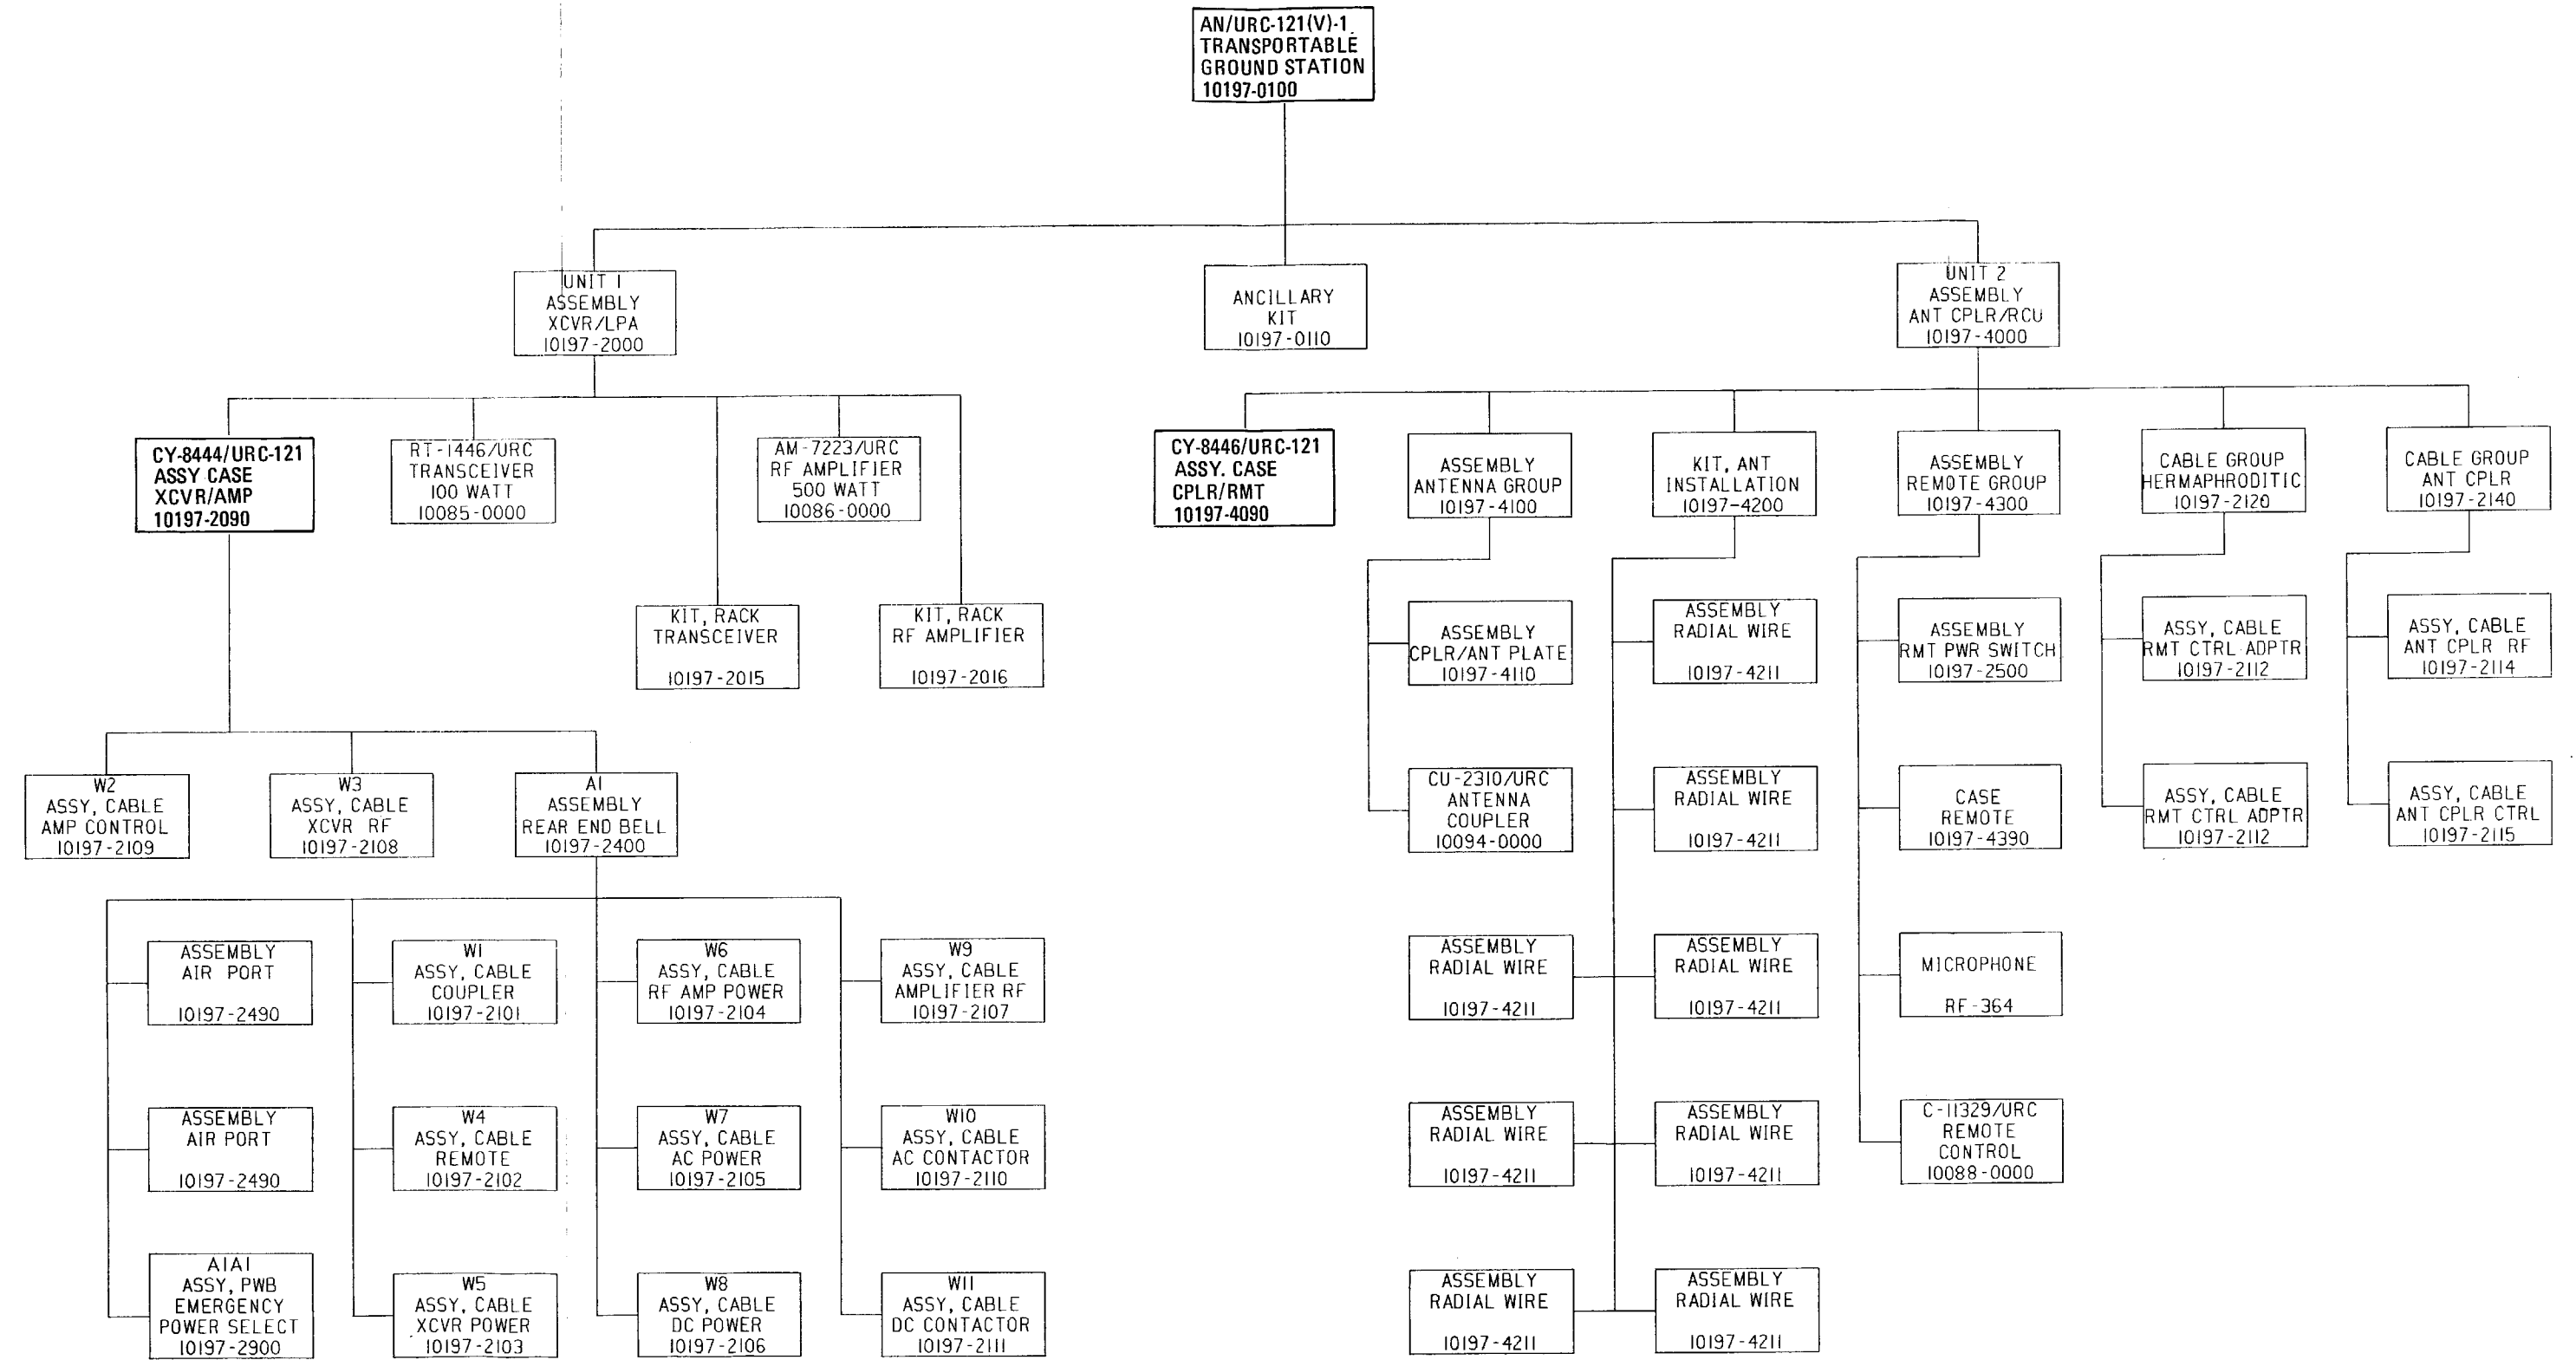 AN/URC-121(V)-1
TRANSPORTABLE
GROUND STATION
10197-0100
UNIT 1
ASSEMBLY
XCVR/LPA
10197-2000
ANCILLARY
KIT
10197-0110
UNIT 2
ASSEMBLY
ANT CPLR/RCU
10197-4000
CY-8444/URC-121
ASSY CASE
XCVR/AMP
10197-2090
RT-1446/URC
TRANSCEIVER
100 WATT
10085-0000
AM-7223/URC
RF AMPLIFIER
500 WATT
10086-0000
CY-8446/URC-121
ASSY. CASE
CPLR/RMT
10197-4090
ASSEMBLY
ANTENNA GROUP
10197-4100
KIT, ANT
INSTALLATION
10197-4200
ASSEMBLY
REMOTE GROUP
10197-4300
CABLE GROUP
HERMAPHRODITIC
10197-2120
CABLE GROUP
ANT CPLR
10197-2140
KIT, RACK
TRANSCEIVER
10197-2015
KIT, RACK
RF AMPLIFIER
10197-2016
ASSEMBLY
CPLR/ANT PLATE
10197-4110
ASSEMBLY
RADIAL WIRE
10197-4211
ASSEMBLY
RMT PWR SWITCH
10197-2500
ASSY, CABLE
RMT CTRL ADPTR
10197-2112
ASSY, CABLE
ANT CPLR RF
10197-2114
W2
ASSY, CABLE
AMP CONTROL
10197-2109
W3
ASSY, CABLE
XCVR RF
10197-2108
A1
ASSEMBLY
REAR END BELL
10197-2400
CU-2310/URC
ANTENNA
COUPLER
10094-0000
ASSEMBLY
RADIAL WIRE
10197-4211
CASE
REMOTE
10197-4390
ASSY, CABLE
RMT CTRL ADPTR
10197-2112
ASSY, CABLE
ANT CPLR CTRL
10197-2115
ASSEMBLY
AIR PORT
10197-2490
W1
ASSY, CABLE
COUPLER
10197-2101
W6
ASSY, CABLE
RF AMP POWER
10197-2104
W9
ASSY, CABLE
AMPLIFIER RF
10197-2107
ASSEMBLY
RADIAL WIRE
10197-4211
ASSEMBLY
RADIAL WIRE
10197-4211
MICROPHONE
RF-364
ASSEMBLY
AIR PORT
10197-2490
W4
ASSY, CABLE
REMOTE
10197-2102
W7
ASSY, CABLE
AC POWER
10197-2105
W10
ASSY, CABLE
AC CONTACTOR
10197-2110
ASSEMBLY
RADIAL WIRE
10197-4211
ASSEMBLY
RADIAL WIRE
10197-4211
C-11329/URC
REMOTE
CONTROL
10088-0000
A1A1
ASSY, PWB
EMERGENCY
POWER SELECT
10197-2900
W5
ASSY, CABLE
XCVR POWER
10197-2103
W8
ASSY, CABLE
DC POWER
10197-2106
W11
ASSY, CABLE
DC CONTACTOR
10197-2111
ASSEMBLY
RADIAL WIRE
10197-4211
ASSEMBLY
RADIAL WIRE
10197-4211